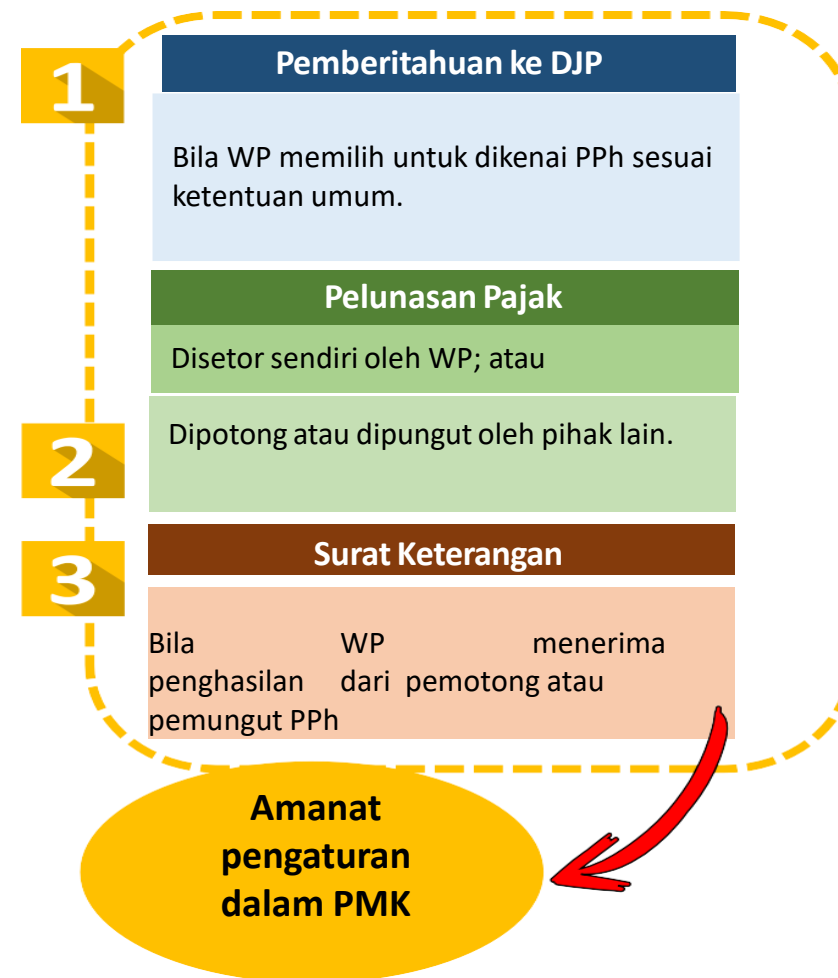 1
Pemberitahuan ke DJP
Bila WP memilih untuk dikenai PPh sesuai
ketentuan umum.
Pelunasan Pajak
Disetor sendiri oleh WP; atau
2
Dipotong atau dipungut oleh pihak lain.
3
Surat Keterangan
Bila WP menerima
penghasilan dari pemotong atau
pemungut PPh
Amanat
pengaturan
dalam PMK